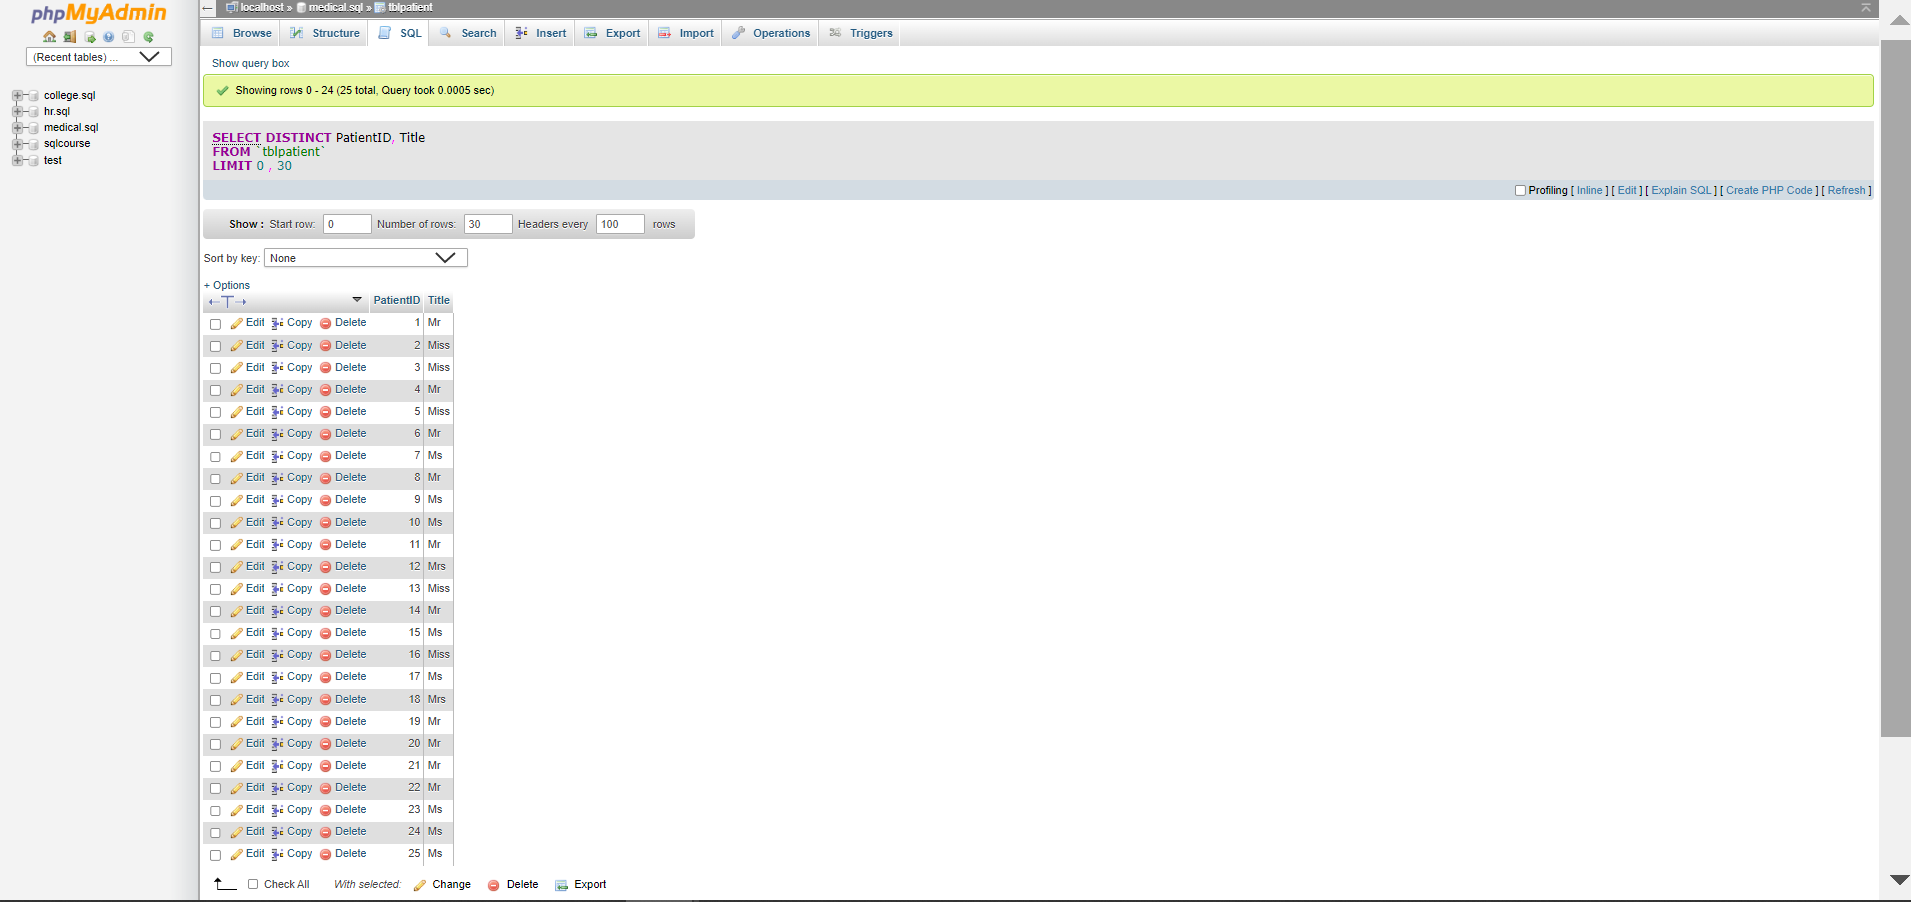 phpMyAdmin
(Recent tables) ...
college.sql
hr.sql
medical.sql
sqlcourse
test
localhost » medical.sql » tblpatient
Browse Structure SQL Search Insert Export Import Operations Triggers
Show query box
Showing rows 0 - 24 (25 total, Query took 0.0005 sec)
SELECT DISTINCT PatientID, Title
FROM `tblpatient`
LIMIT 0 , 30
Profiling [ Inline ] [ Edit ] [ Explain SQL ] [ Create PHP Code ] [ Refresh ]
Show : Start row: 0 Number of rows: 30 Headers every 100 rows
Sort by key: None
+ Options
←T→ PatientID Title
Edit Copy Delete 1 Mr
Edit Copy Delete 2 Miss
Edit Copy Delete 3 Miss
Edit Copy Delete 4 Mr
Edit Copy Delete 5 Miss
Edit Copy Delete 6 Mr
Edit Copy Delete 7 Ms
Edit Copy Delete 8 Mr
Edit Copy Delete 9 Ms
Edit Copy Delete 10 Ms
Edit Copy Delete 11 Mr
Edit Copy Delete 12 Mrs
Edit Copy Delete 13 Miss
Edit Copy Delete 14 Mr
Edit Copy Delete 15 Ms
Edit Copy Delete 16 Miss
Edit Copy Delete 17 Ms
Edit Copy Delete 18 Mrs
Edit Copy Delete 19 Mr
Edit Copy Delete 20 Mr
Edit Copy Delete 21 Mr
Edit Copy Delete 22 Mr
Edit Copy Delete 23 Ms
Edit Copy Delete 24 Ms
Edit Copy Delete 25 Ms
Check All With selected: Change Delete Export